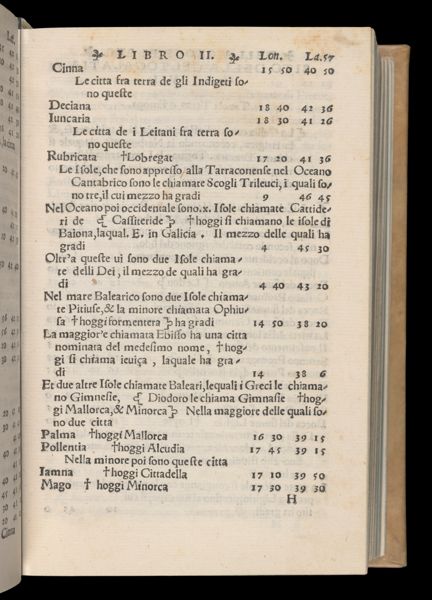 LIBRO II. Lon. La. 57
Cinna 15 50 40 50
Le citta fra terra de gli Indigeti so-
no queste
Deciana 18 40 42 36
Iuncaria 18 30 41 26
Le citta de i Leitani fra terra so-
no queste
Rubricata †Lobregat 17 20 41 36
Le Isole, che sono appresso alla Tarraconense nel Oceano
Cantabrico sono le chiamare Scogli Trileuci, i quali so-
no tre, il cui mezzo ha gradi 9 46 45
Nel Oceano poi occidentale sono .x. Isole chiamate Cattide-
ri de Cassiteride †hoggi si chiamano le isole di
Baiona, laqual. E. in Galicia. Il mezzo delle quali ha
gradi 4 45 30
Oltr'a queste ui sono due Isole chiama-
te delli Dei, il mezzo de quali ha gra-
di 4 40 43 20
Nel mare Balearico sono due Isole chiama-
te Pitiuse, & la minore chiamata Ophiu-
sa †hoggi formentera ha gradi 14 50 38 20
La maggior'e chiamata Ebisso ha una citta
nominata del medesimo nome, †hog-
gi si chiama ieuiça, laquale ha gra-
di 14 38 6
Et due altre Isole chiamate Baleari, lequali i Greci le chiama-
no Gimnesie, Diodoro le chiama Gimnasie †hog-
gi Mallorca, & Minorca Nella maggiore delle quali so-
no due citta
Palma †hoggi Mallorca 16 30 39 15
Pollentia †hoggi Alcudia 17 45 39 15
Nella minore poi sono queste citta
Iamna †hoggi Cittadella 17 10 39 50
Mago † hoggi Minorca 17 30 39 30
H